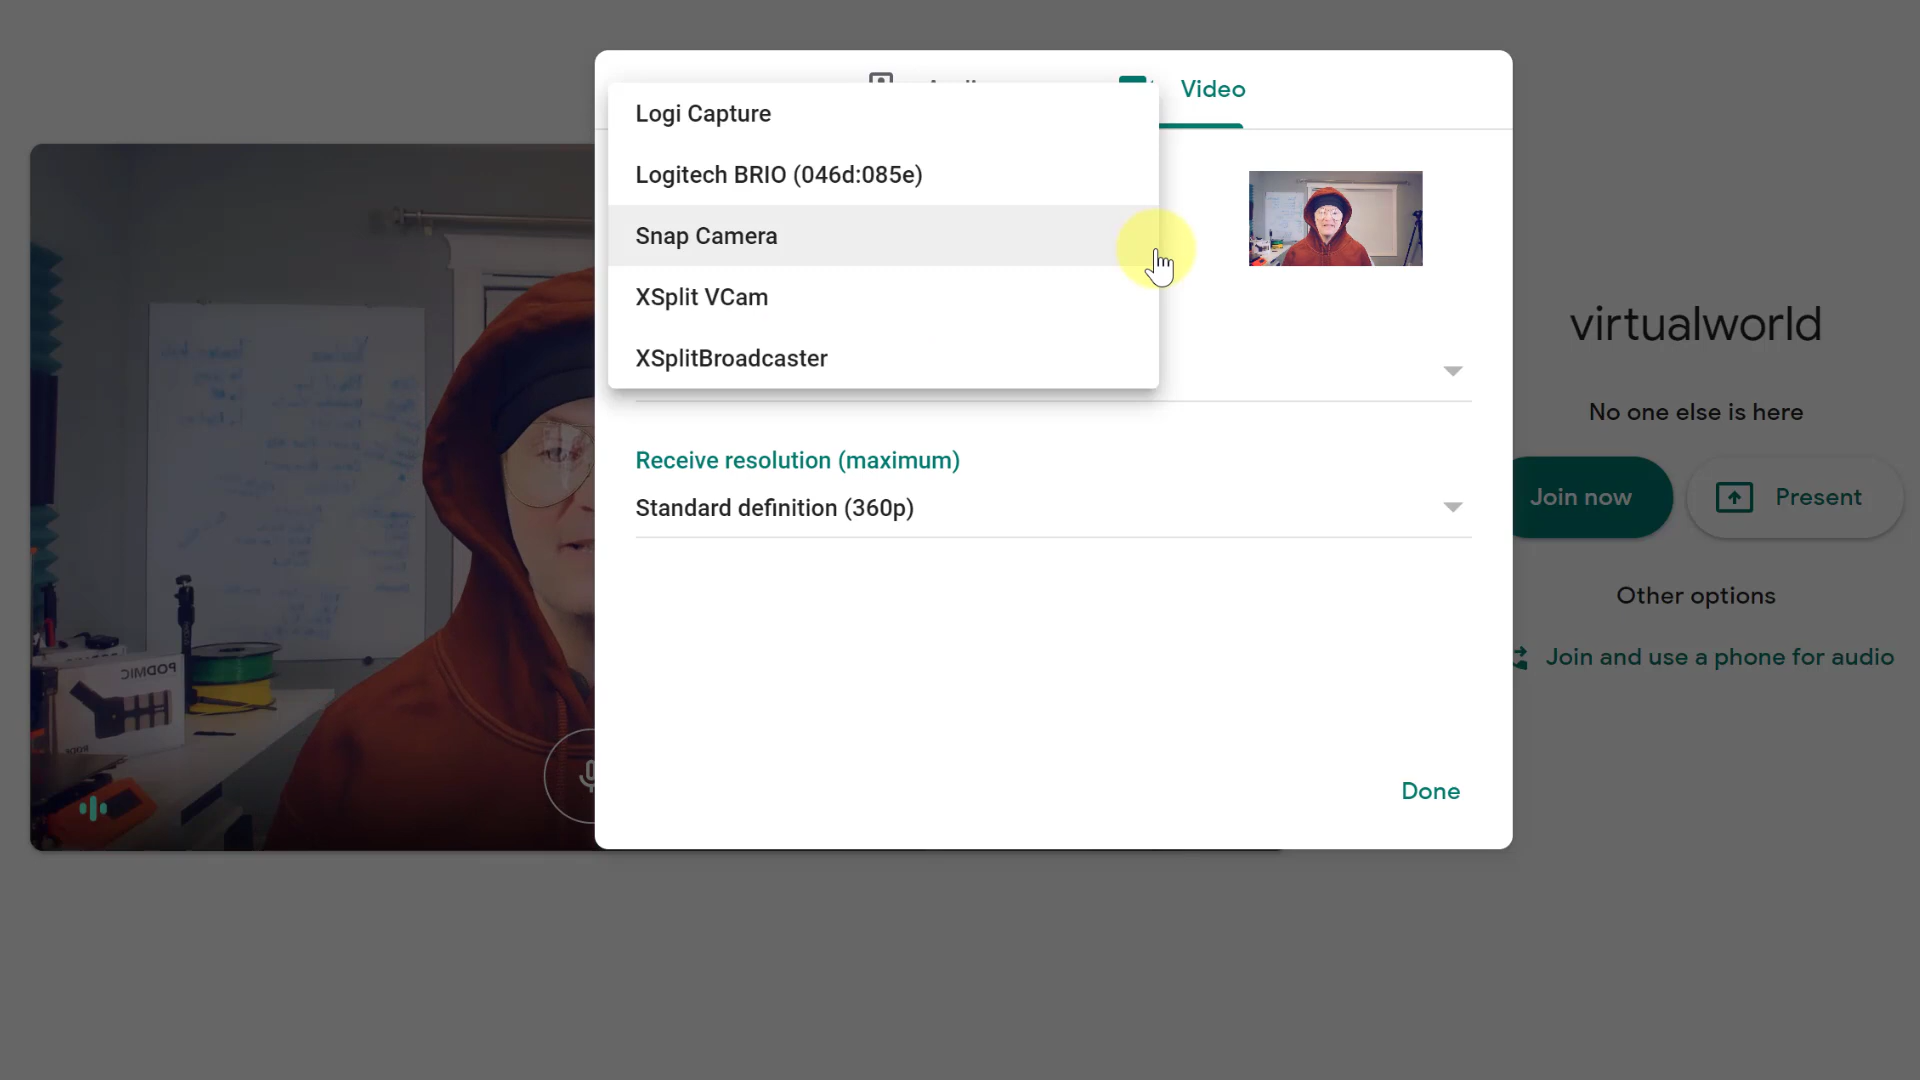 Video
Logi Capture
Logitech BRIO (046d:085e)
Snap Camera
XSplit VCam
XSplitBroadcaster
Receive resolution (maximum)
Standard definition (360p)
Done
virtualworld
No one else is here
Join now
Present
Other options
Join and use a phone for audio
PODMIC